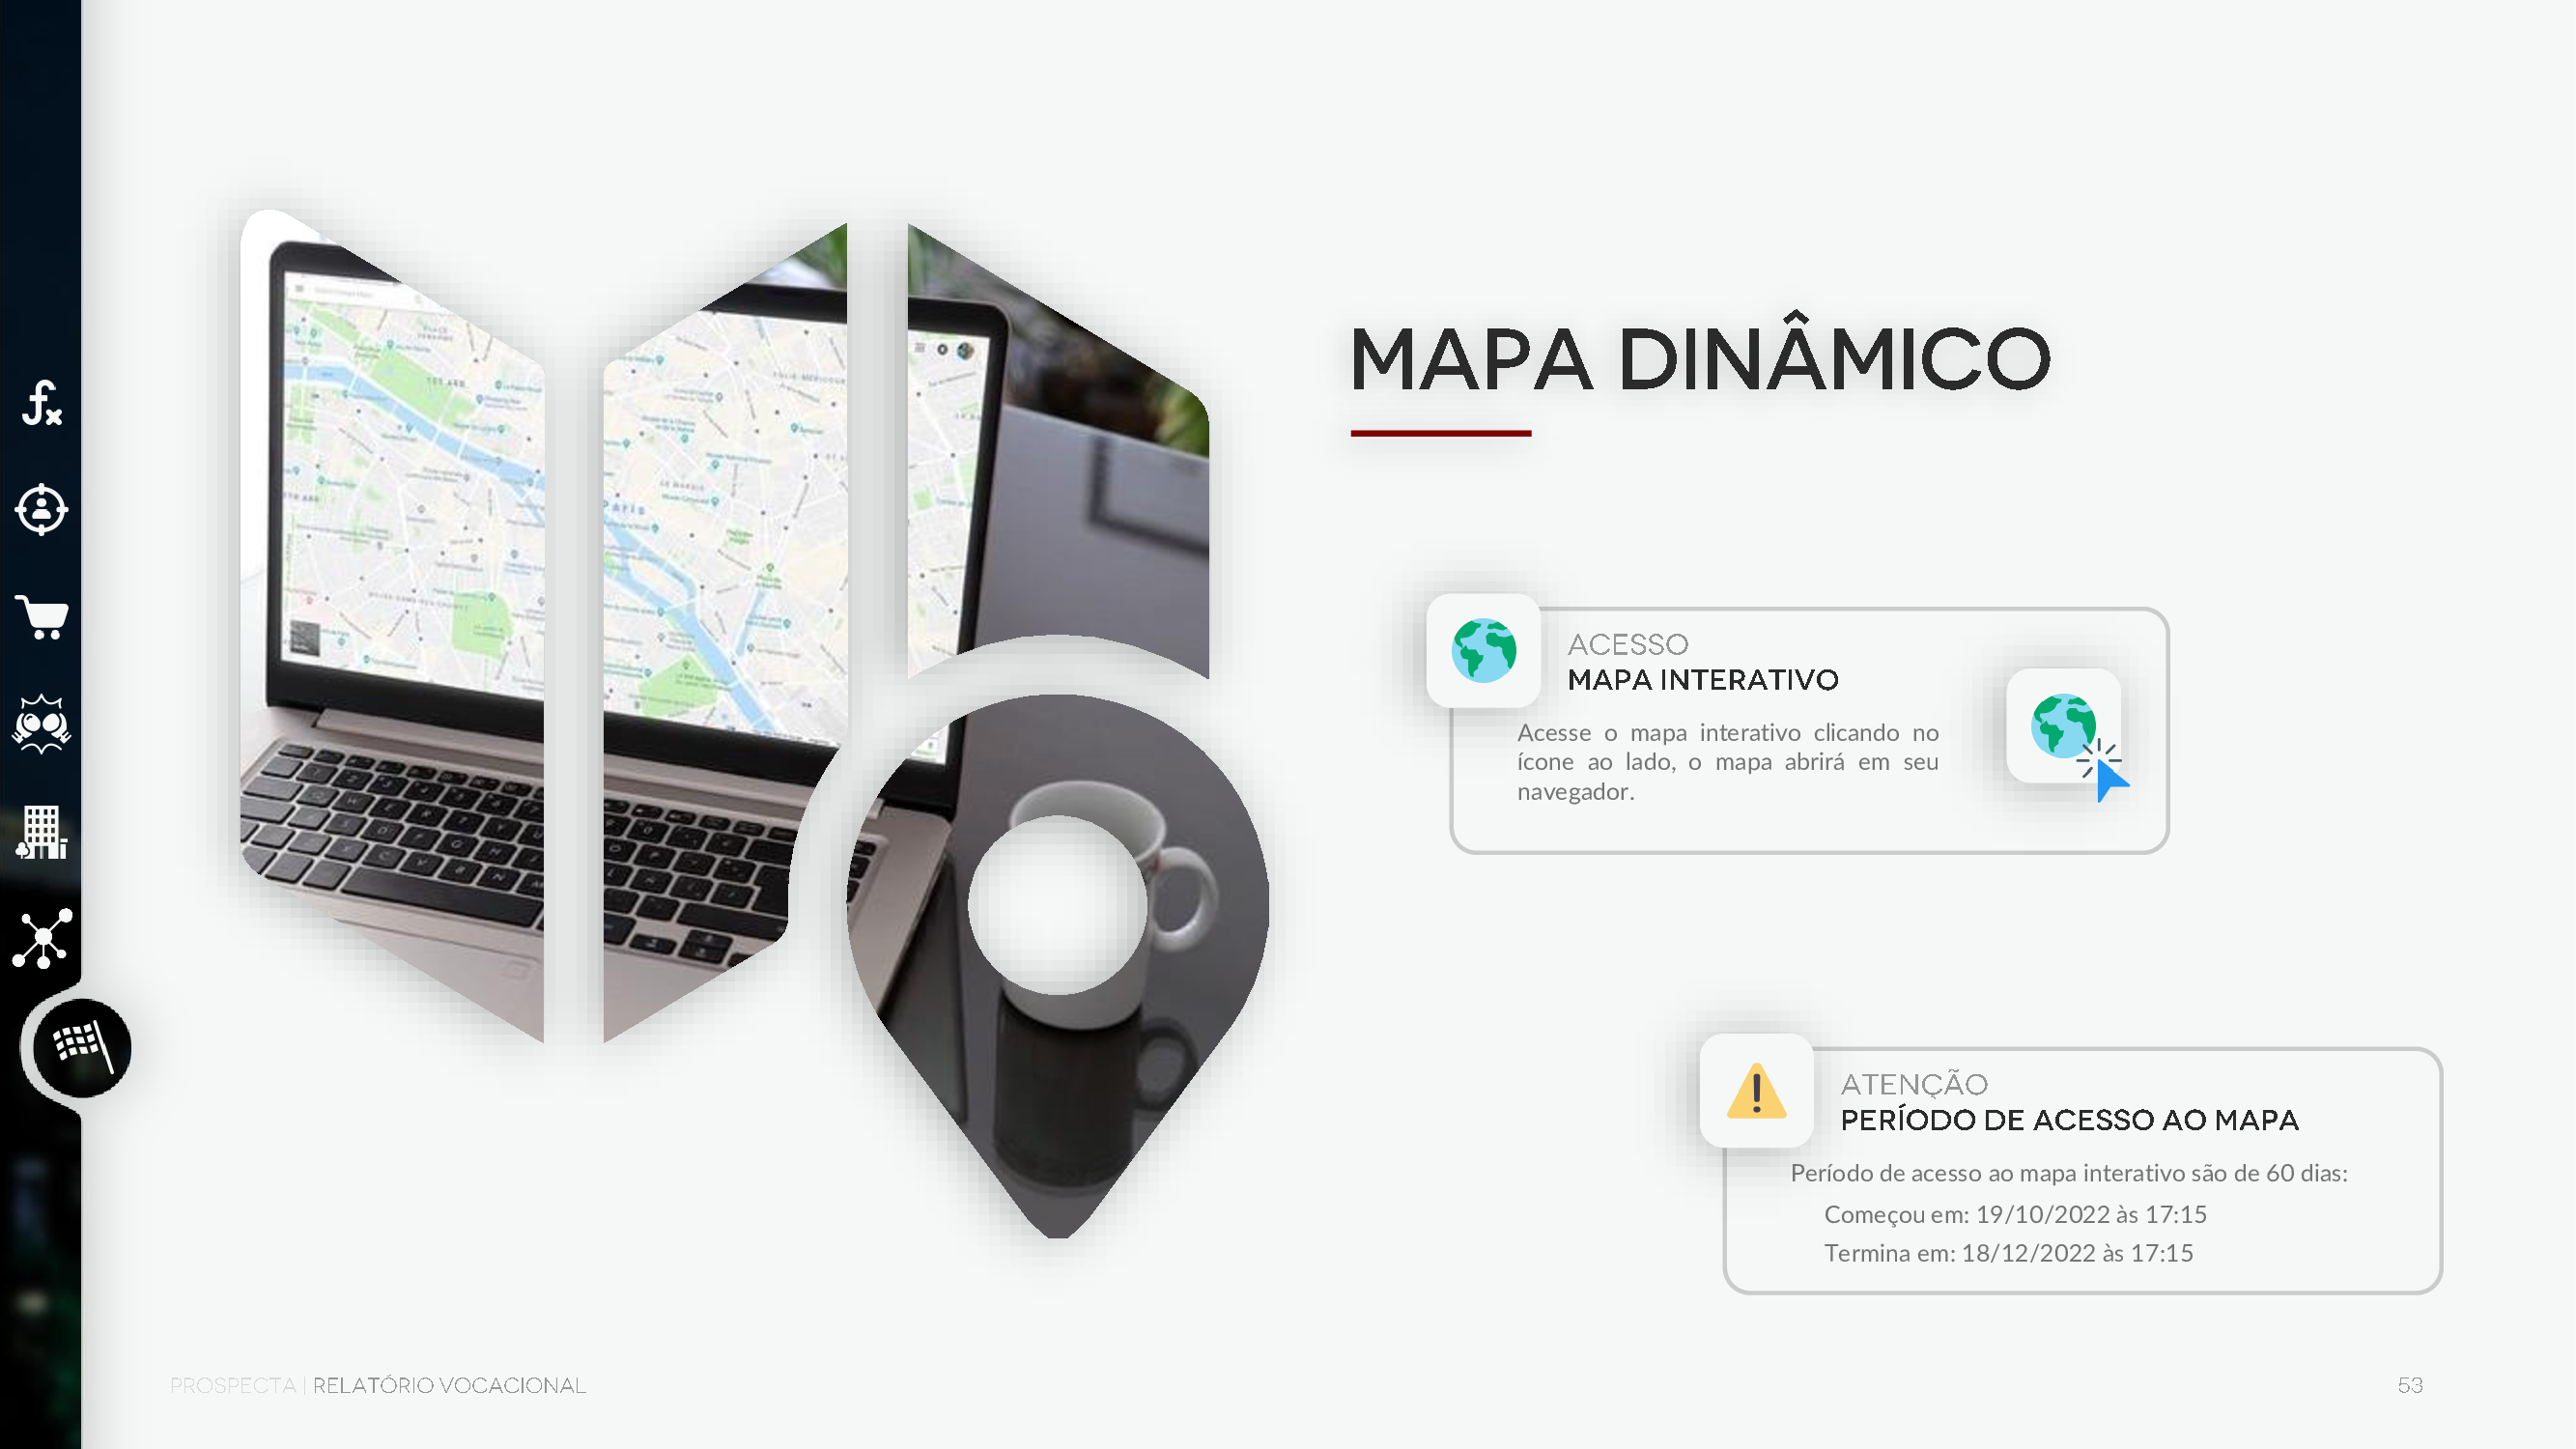 MAPA DINÂMICO
ACESSO
MAPA INTERATIVO
Acesse o mapa interativo clicando no
ícone ao lado, o mapa abrirá em seu
navegador.
ATENÇÃO
PERÍODO DE ACESSO AO MAPA
Período de acesso ao mapa interativo são de 60 dias:
Começou em: 19/10/2022 às 17:15
Termina em: 18/12/2022 às 17:15
PROSPECTA | RELATÓRIO VOCACIONAL
53